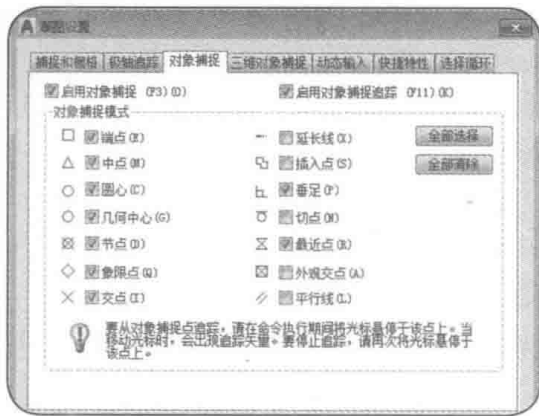 草图设置
捕捉和栅格 极轴追踪 对象捕捉 三维对象捕捉 动态输入 快捷特性 选择循环
启用对象捕捉 (F3)(O) 启用对象捕捉追踪 (F11)(K)
对象捕捉模式
端点(E) 延长线(X) 全部选择
中点(M) 插入点(S) 全部清除
圆心(C) 垂足(P)
几何中心(G) 切点(N)
节点(D) 最近点(R)
象限点(Q) 外观交点(A)
交点(I) 平行线(L)
要从对象捕捉点追踪，请在命令执行期间将光标悬停于该点上。当
移动光标时，会出现追踪矢量。要停止追踪，请再次将光标悬停于
该点上。